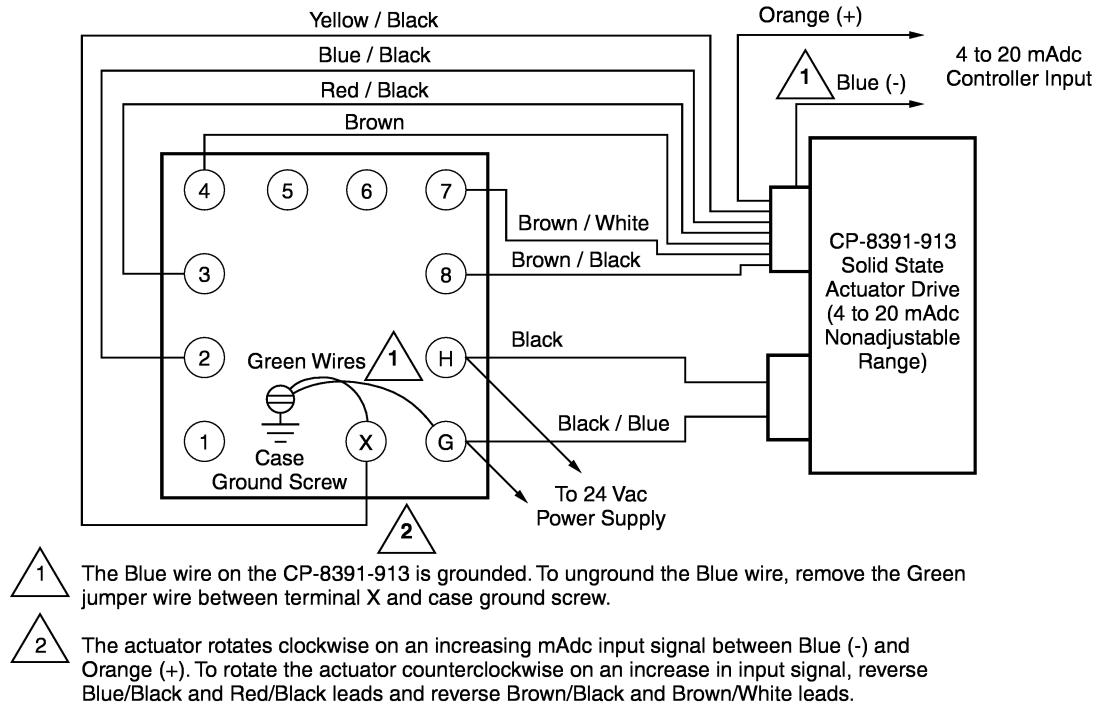 Yellow / Black
Orange (+)
Blue / Black
4 to 20 mAdc
Controller Input
1
Blue (-)
Red / Black
Brown
4
5
6
7
Brown / White
Brown / Black
3
8
CP-8391-913
Solid State
Actuator Drive
(4 to 20 mAdc
Nonadjustable
Range)
2
Green Wires
1
H
Black
Black / Blue
1
X
G
Case
Ground Screw
To 24 Vac
Power Supply
2
1
The Blue wire on the CP-8391-913 is grounded. To unground the Blue wire, remove the Green
jumper wire between terminal X and case ground screw.
2
The actuator rotates clockwise on an increasing mAdc input signal between Blue (-) and
Orange (+). To rotate the actuator counterclockwise on an increase in input signal, reverse
Blue/Black and Red/Black leads and reverse Brown/Black and Brown/White leads.